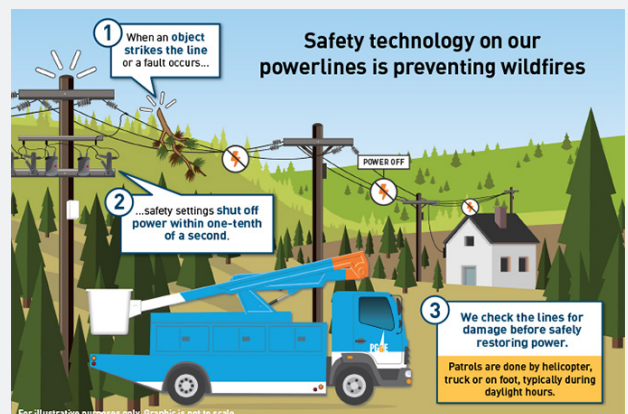 Safety technology on our
powerlines is preventing wildfires
1
When an object
strikes the line
or a fault occurs...
POWER OFF
2
...safety settings shut off
power within one-tenth
of a second.
3
We check the lines for
damage before safely
restoring power.
Patrols are done by helicopter,
truck or on foot, typically during
daylight hours.
PG&E
For illustrative purposes only. Graphic is not to scale.